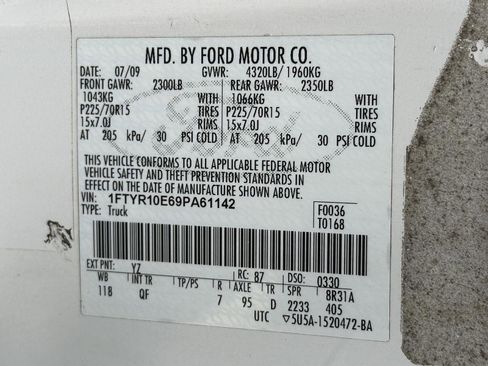 MFD. BY FORD MOTOR CO.
DATE: 07/09 GVWR: 4320LB/ 1960KG
FRONT GAWR: 2300LB REAR GAWR: 2350LB
1043KG WITH 1066KG WITH
P225/70R15 TIRES P225/70R15 TIRES
15x7.0J RIMS 15x7.0J RIMS
AT 205 kPa/ 30 PSI COLD AT 205 kPa/ 30 PSI COLD
THIS VEHICLE CONFORMS TO ALL APPLICABLE FEDERAL MOTOR
VEHICLE SAFETY AND THEFT PREVENTION STANDARDS IN
EFFECT ON THE DATE OF MANUFACTURE SHOWN ABOVE.
VIN: 1FTYR10E69PA61142 F0036
TYPE: Truck T0168
EXT PNT: YZ RC: 87 DSO: 0330
WB INT TR TP/PS R AXLE TR SPR 8R31A
118 QF 7 95 D 2233 405
UTC ▽5U5A-1520472-BA